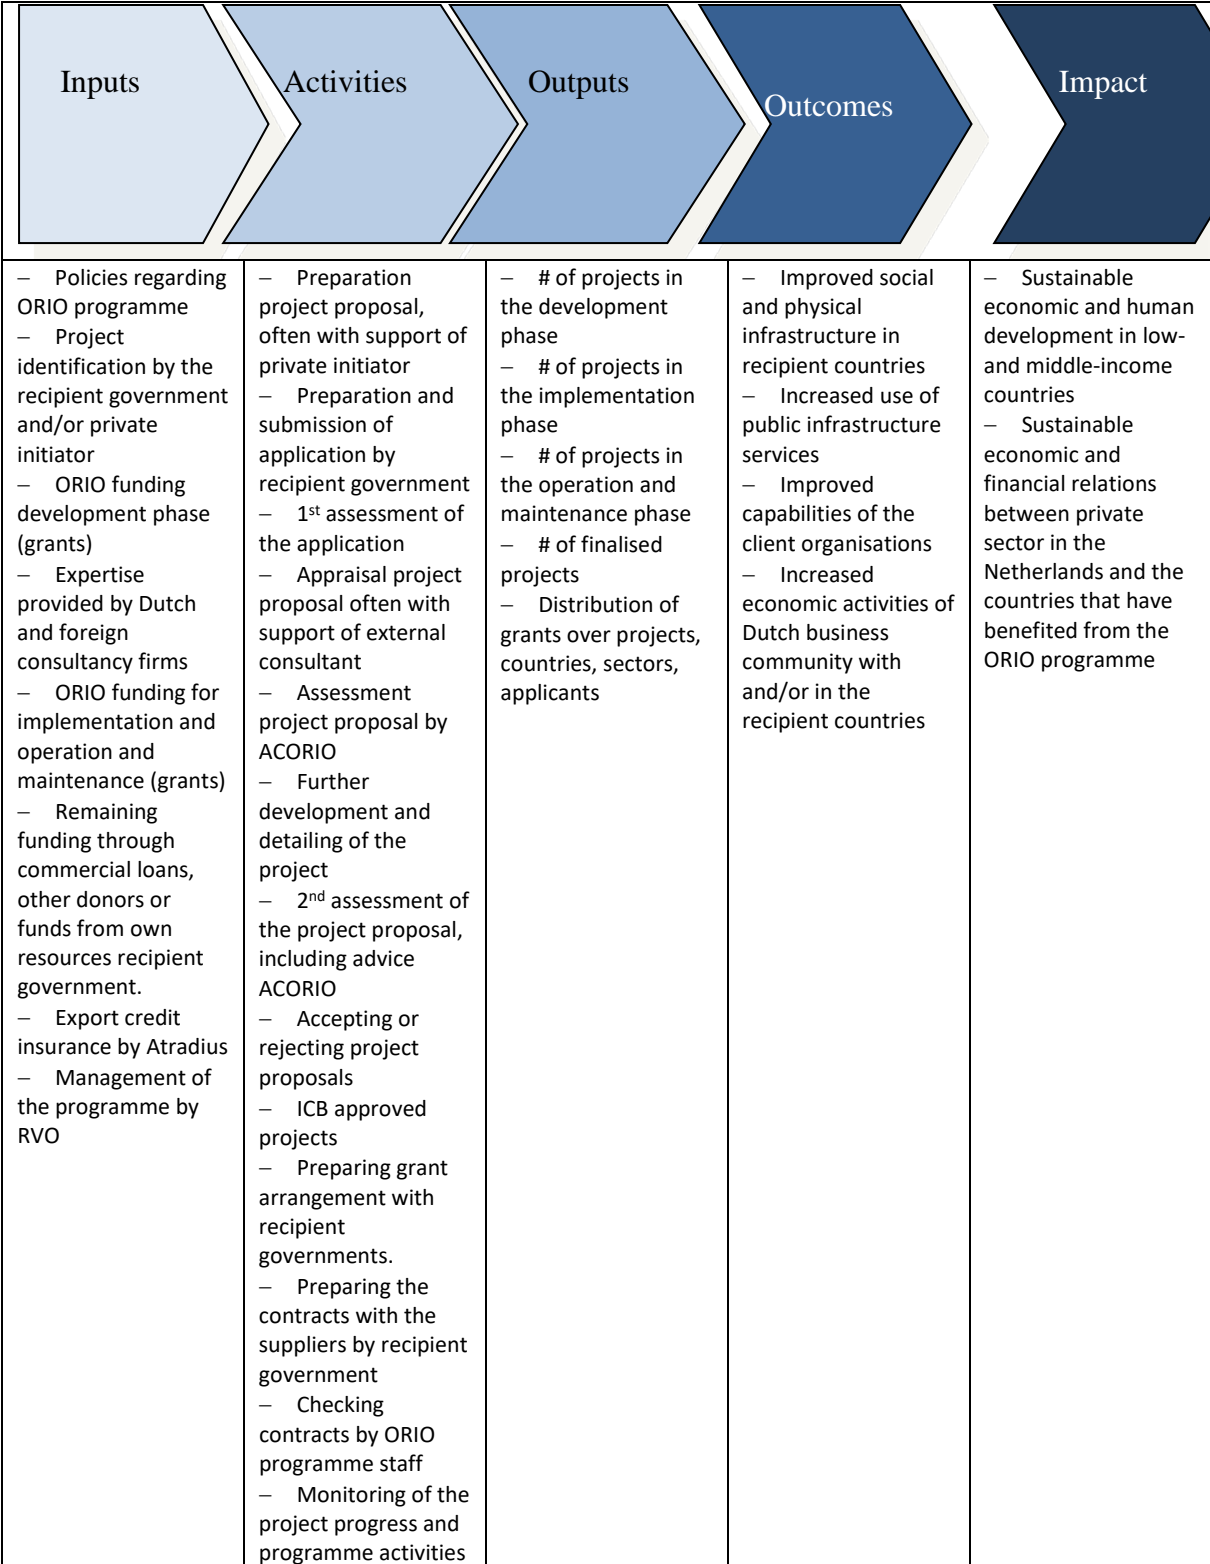 Inputs
Activities
Outputs
Outcomes
Impact
– Policies regarding
ORIO programme
– Project
identification by the
recipient government
and/or private
initiator
– ORIO funding
development phase
(grants)
– Expertise
provided by Dutch
and foreign
consultancy firms
– ORIO funding for
implementation and
operation and
maintenance (grants)
– Remaining
funding through
commercial loans,
other donors or
funds from own
resources recipient
government.
– Export credit
insurance by Atradius
– Management of
the programme by
RVO
– Preparation
project proposal,
often with support of
private initiator
– Preparation and
submission of
application by
recipient government
– 1st assessment of
the application
– Appraisal project
proposal often with
support of external
consultant
– Assessment
project proposal by
ACORIO
– Further
development and
detailing of the
project
– 2nd assessment of
the project proposal,
including advice
ACORIO
– Accepting or
rejecting project
proposals
– ICB approved
projects
– Preparing grant
arrangement with
recipient
governments.
– Preparing the
contracts with the
suppliers by recipient
government
– Checking
contracts by ORIO
programme staff
– Monitoring of the
project progress and
programme activities
– # of projects in
the development
phase
– # of projects in
the implementation
phase
– # of projects in
the operation and
maintenance phase
– # of finalised
projects
– Distribution of
grants over projects,
countries, sectors,
applicants
– Improved social
and physical
infrastructure in
recipient countries
– Increased use of
public infrastructure
services
– Improved
capabilities of the
client organisations
– Increased
economic activities of
Dutch business
community with
and/or in the
recipient countries
– Sustainable
economic and human
development in low-
and middle-income
countries
– Sustainable
economic and
financial relations
between private
sector in the
Netherlands and the
countries that have
benefited from the
ORIO programme